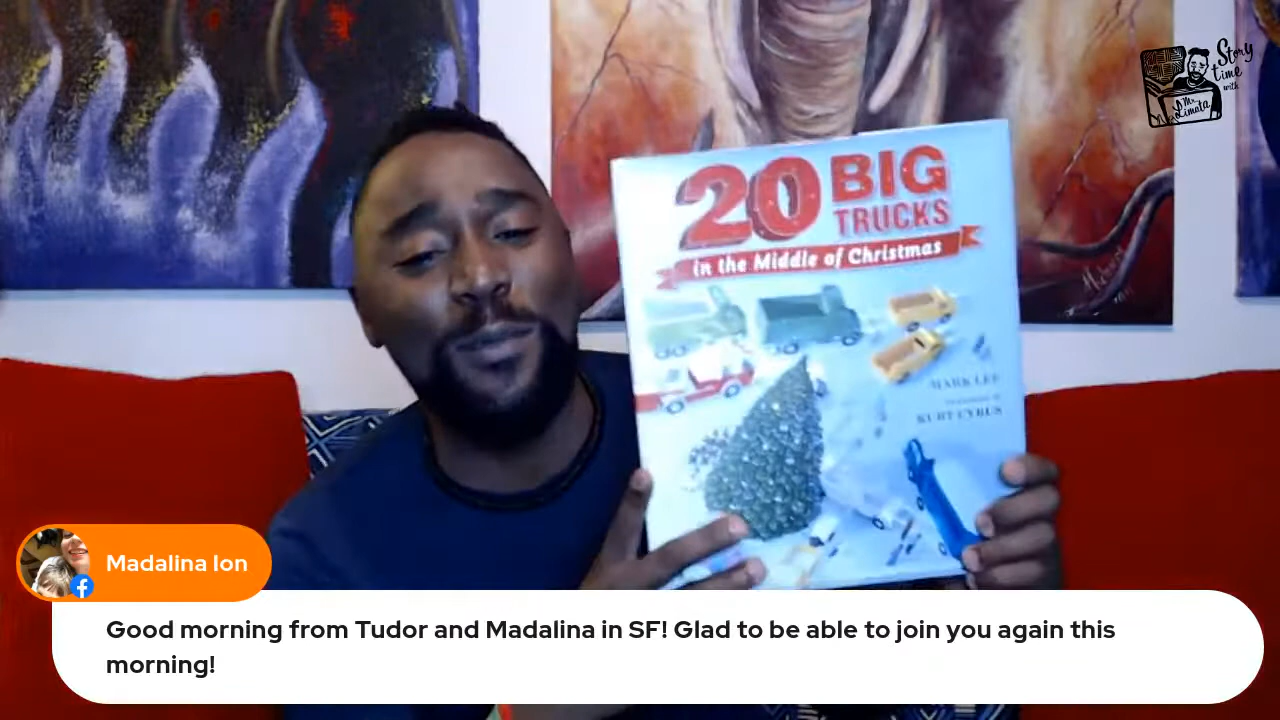 Story
time
with
Mr.
Limata
20 BIG
TRUCKS
in the Middle of Christmas
MARK LEE
KURT CYRUS
Madalina Ion
Good morning from Tudor and Madalina in SF! Glad to be able to join you again this
morning!